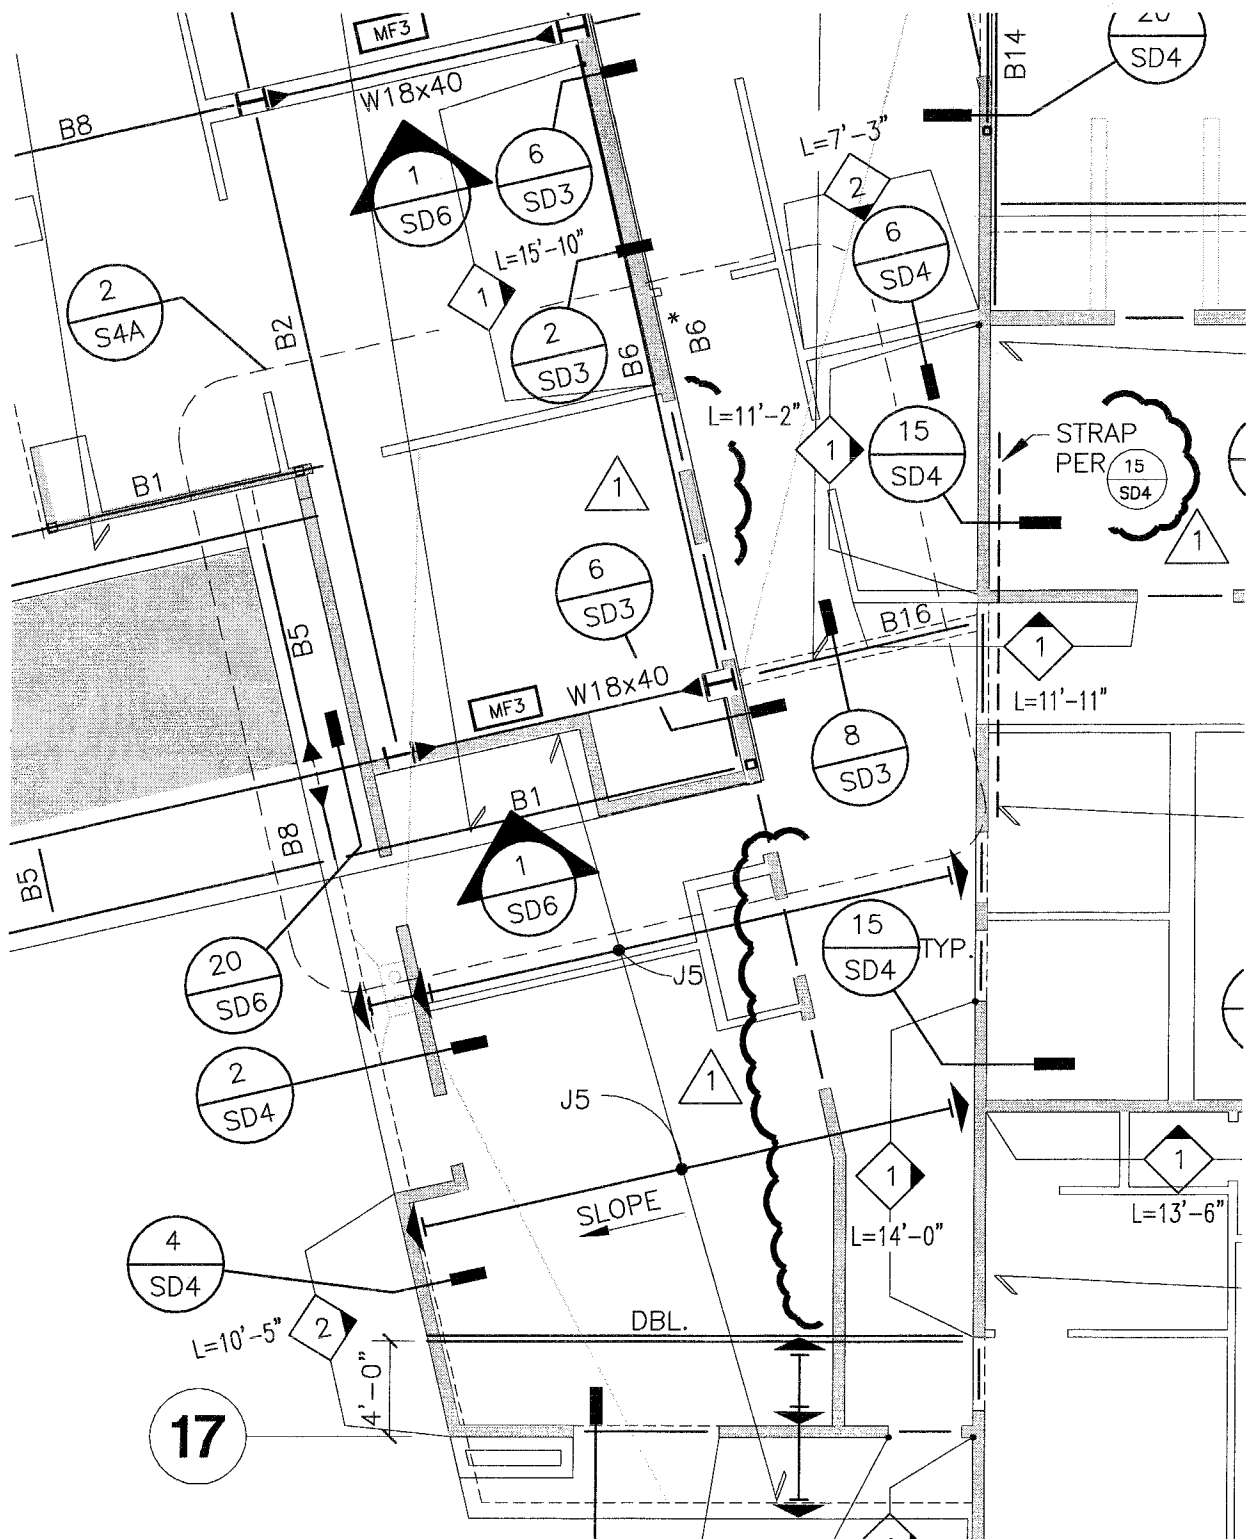 MF3
W18x40
B8
20
SD4
B14
6
SD3
1
SD6
L=7'-3"
2
L=15'-10"
1
6
SD4
2
S4A
B2
2
SD3
B6
*
B6
L=11'-2"
1
15
SD4
STRAP
PER
15
SD4
1
1
B1
6
SD3
B16
1
L=11'-11"
B5
MF3
W18x40
8
SD3
B1
B8
B5
1
SD6
15
SD4
TYP.
20
SD6
J5
2
SD4
1
J5
1
L=14'-0"
1
L=13'-6"
SLOPE
4
SD4
2
L=10'-5"
DBL.
4'-0"
17